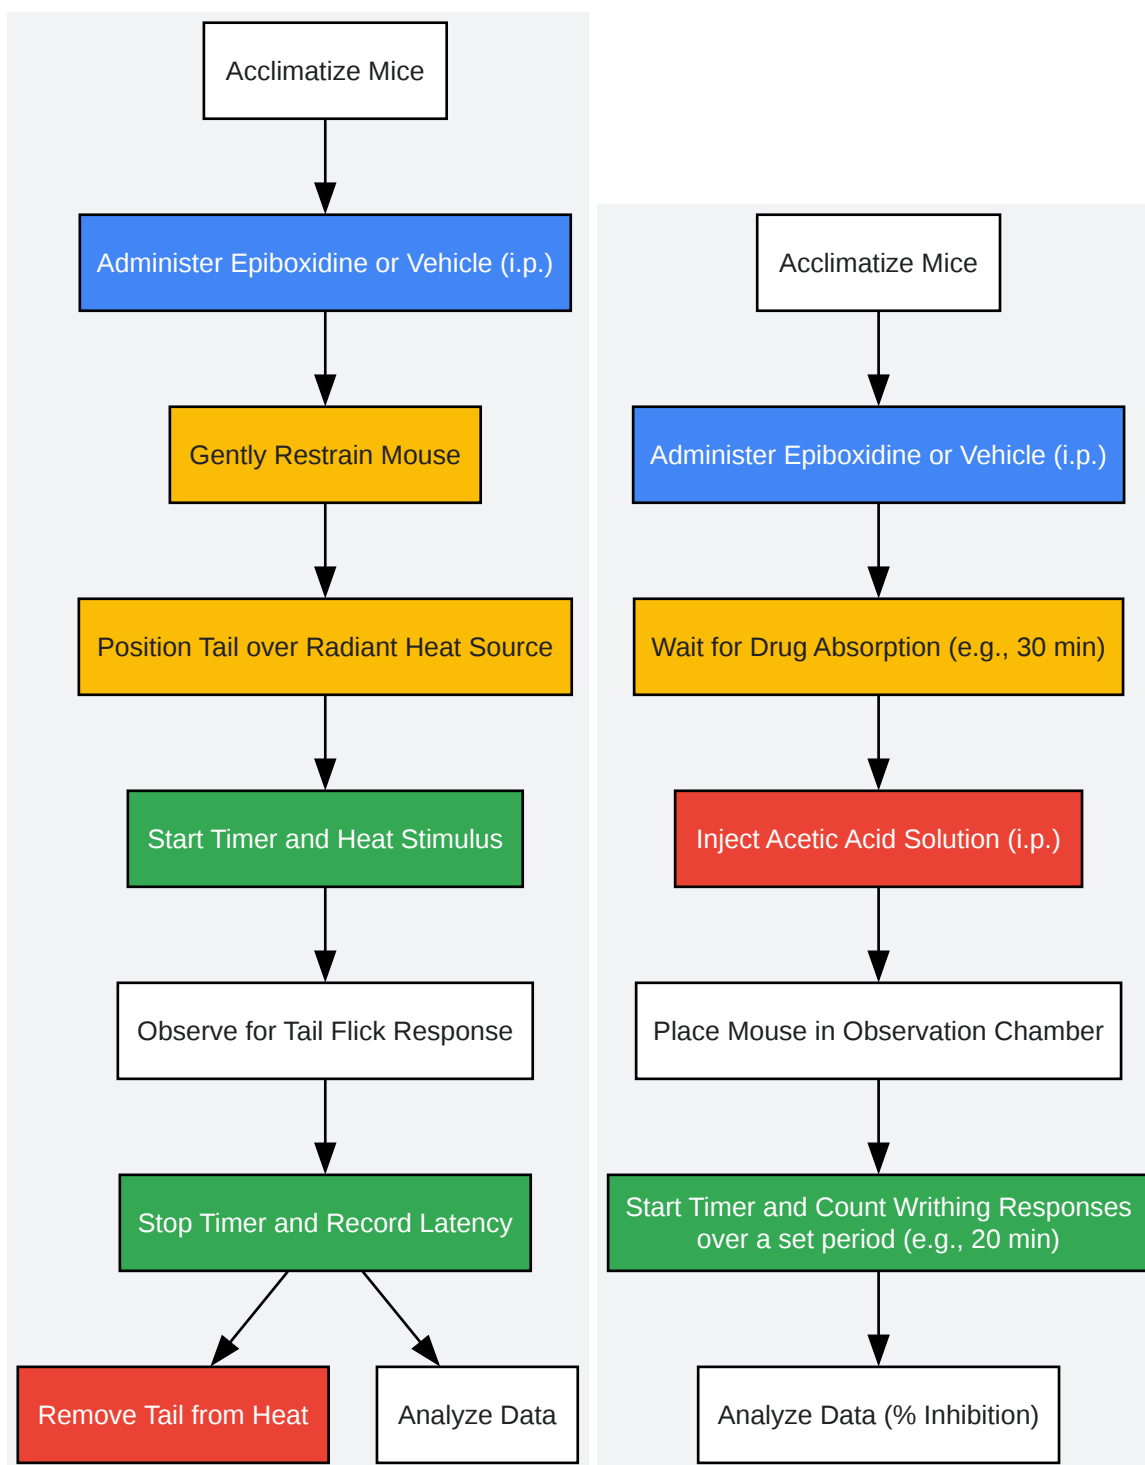 Acclimatize Mice
Administer Epiboxidine or Vehicle (i.p.)
Gently Restrain Mouse
Position Tail over Radiant Heat Source
Start Timer and Heat Stimulus
Observe for Tail Flick Response
Stop Timer and Record Latency
Remove Tail from Heat
Analyze Data
Acclimatize Mice
Administer Epiboxidine or Vehicle (i.p.)
Wait for Drug Absorption (e.g., 30 min)
Inject Acetic Acid Solution (i.p.)
Place Mouse in Observation Chamber
Start Timer and Count Writhing Responses
over a set period (e.g., 20 min)
Analyze Data (% Inhibition)